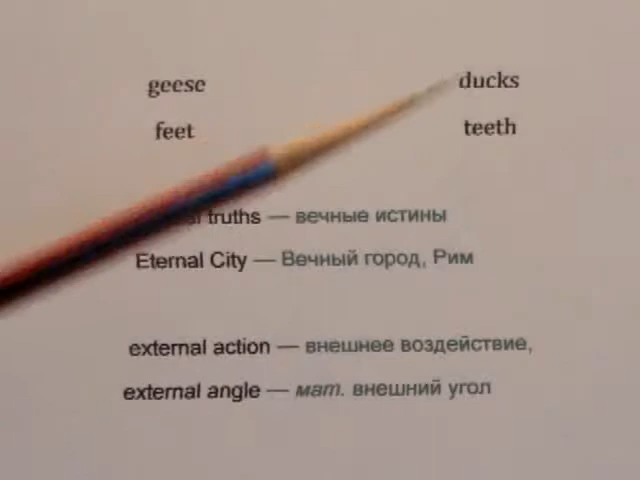 geese ducks
feet teeth
truths — вечные истины
Eternal City — Вечный город, Рим
external action — внешнее воздействие,
external angle — мат. внешний угол